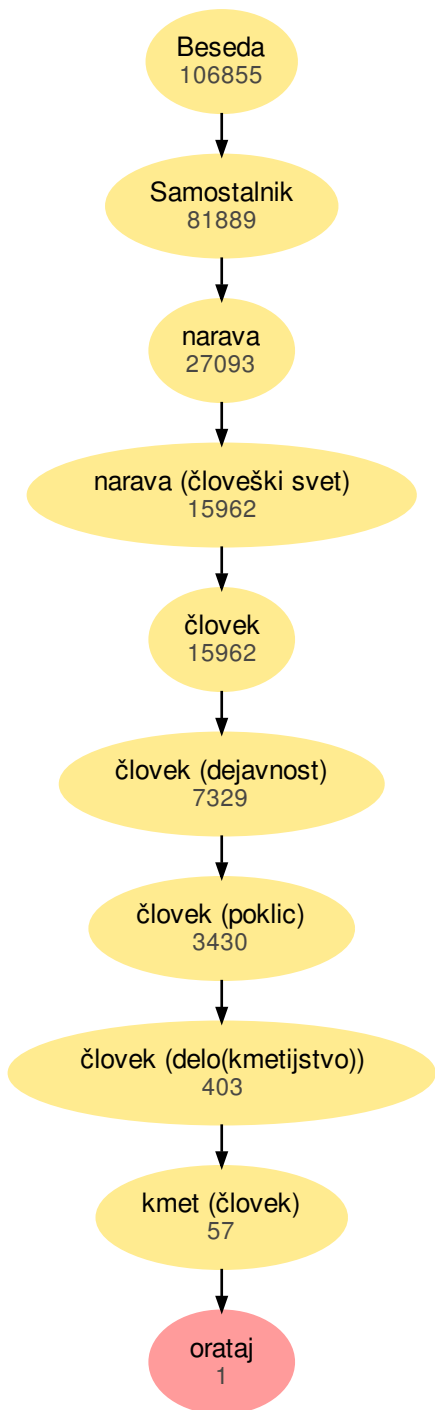 Beseda
106855
Samostalnik
81889
narava
27093
narava (človeški svet)
15962
človek
15962
človek (dejavnost)
7329
človek (poklic)
3430
človek (delo(kmetijstvo))
403
kmet (človek)
57
orataj
1